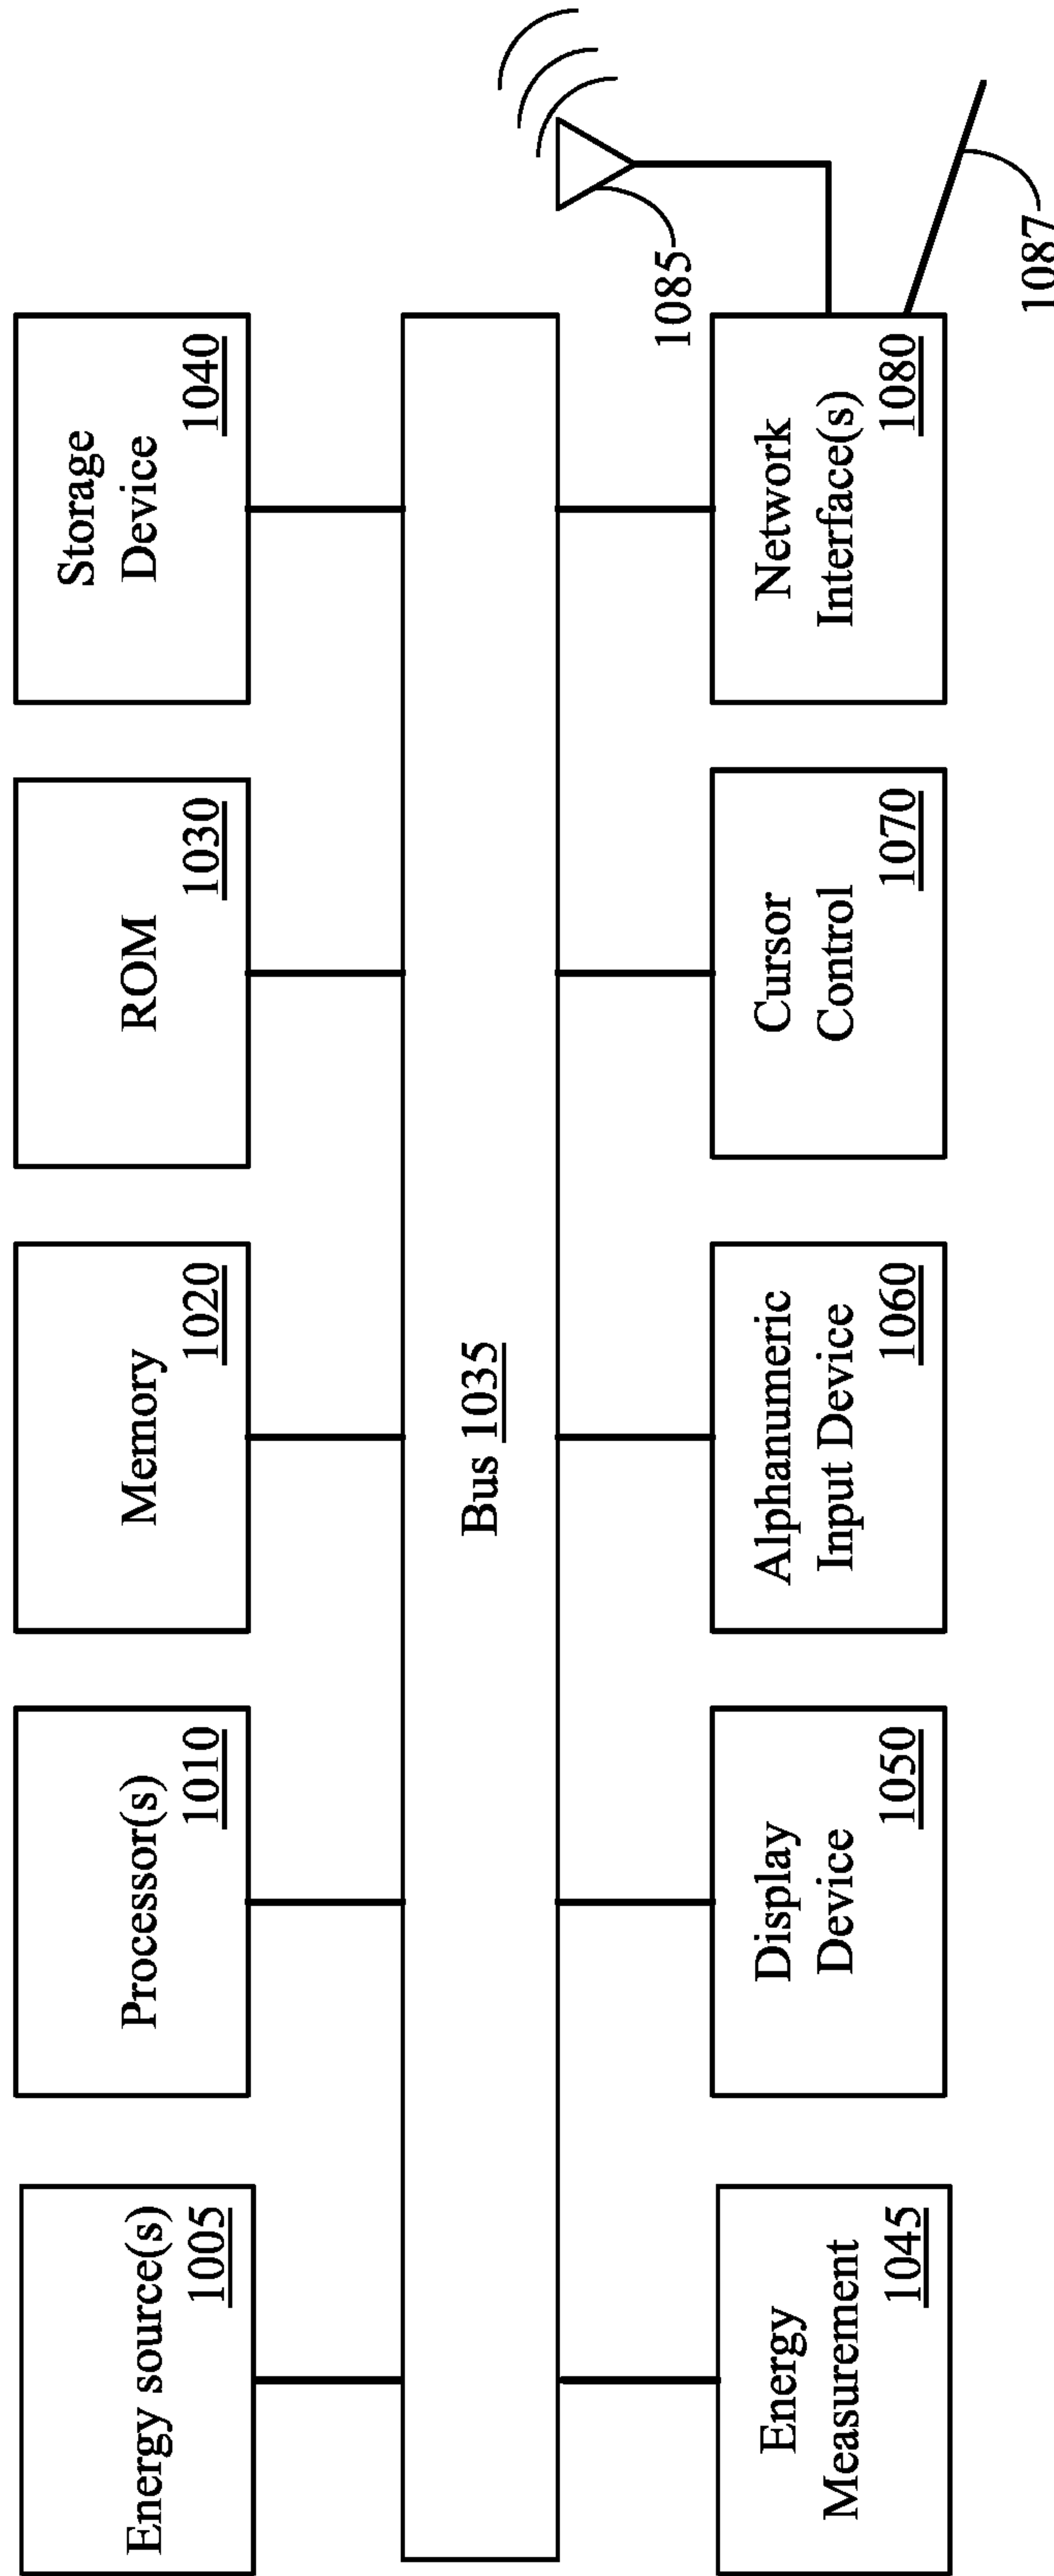 Energy source(s)
1005
Processor(s)
1010
Memory
1020
ROM
1030
Storage
Device
1040
Bus 1035
Energy
Measurement
1045
Display
Device
1050
Alphanumeric
Input Device
1060
Cursor
Control
1070
Network
Interface(s)
1080
1085
1087